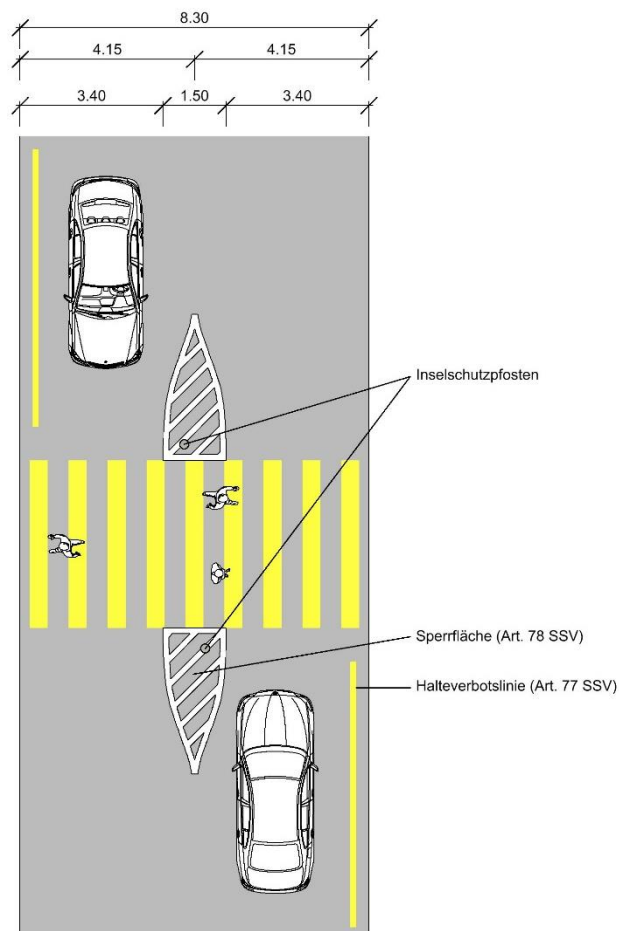 8.30
4.15 4.15
3.40 1.50 3.40
Inselschutzpfosten
Sperrfläche (Art. 78 SSV)
Halteverbotslinie (Art. 77 SSV)